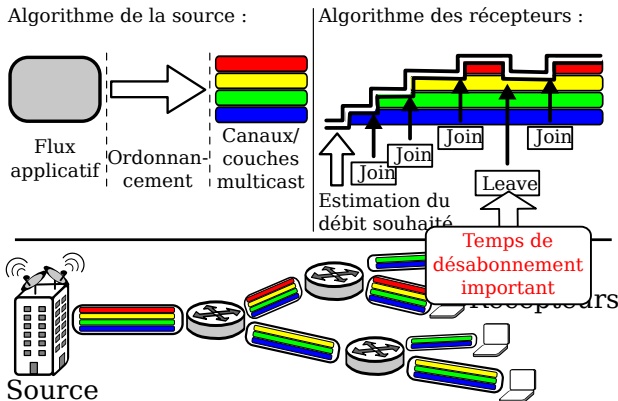 Algorithme de la source :
Algorithme des récepteurs :
Flux
applicatif
Ordonnan-
cement
Canaux/
couches
multicast
Join
Join
Join
Join
Leave
Estimation du
débit souhaité
Temps de
désabonnement
important
Récepteurs
Source